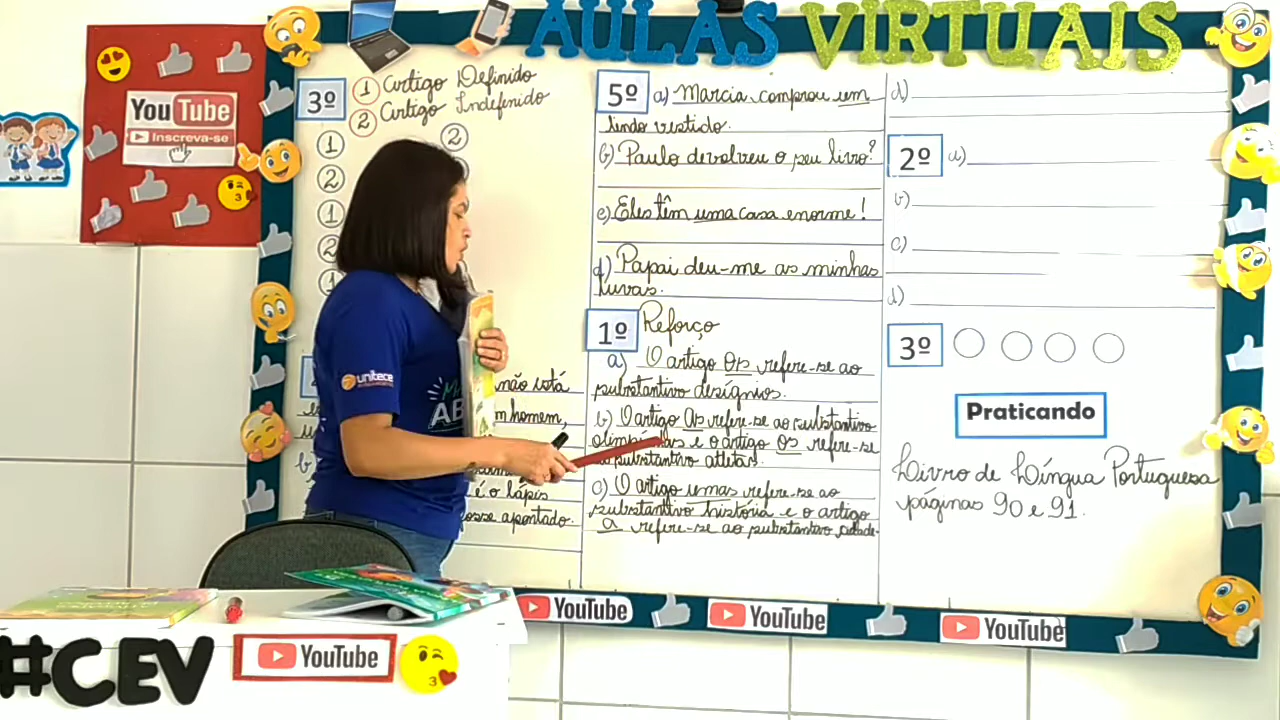 AULAS VIRTUAIS
YouTube
Inscreva-se
3º
1 Artigo Definido
2 Artigo Indefenido
1
2
2
1
2
1
não está
m homem,
é o lápis
osse apontado.
5º a) Marcia comprou um
lindo vestido.
b) Paulo devolveu o seu livro?
c) Eles têm uma casa enorme!
d) Papai deu-me as minhas
luvas.
1º Reforço
a) O artigo Os refere-se ao
substantivo desígnios.
b) O artigo As refere-se ao substantivo
e o artigo Os refere-se
substantivo atletas.
c) O artigo umas refere-se ao
substantivo história e o artigo
a refere-se ao substantivo cidade.
d)
2º a)
b)
c)
d)
3º
Praticando
Livro de Língua Portuguesa
páginas 90 e 91.
unitece
AB
YouTube
YouTube
YouTube
#CEV
YouTube